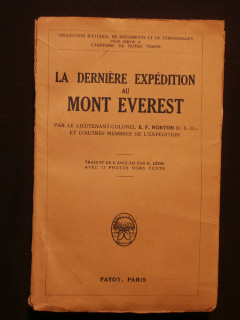 COLLECTION D'ÉTUDES, DE DOCUMENTS ET DE TÉMOIGNAGES
POUR SERVIR A
L'HISTOIRE DE NOTRE TEMPS
LA DERNIÈRE EXPÉDITION
AU
MONT EVEREST
PAR LE LIEUTENANT-COLONEL E. F. NORTON D. S. O.
ET D'AUTRES MEMBRES DE L'EXPÉDITION
TRADUIT DE L'ANGLAIS PAR R. LÉDR
AVEC PHOTOS HORS TEXTE
PAYOT, PARIS